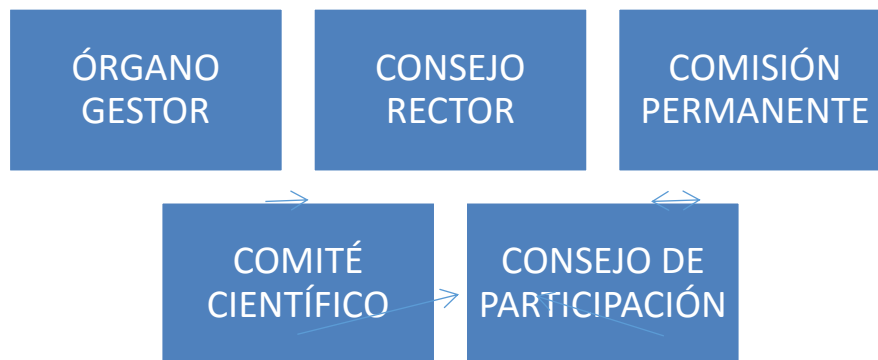 ÓRGANO
GESTOR
CONSEJO
RECTOR
COMISIÓN
PERMANENTE
COMITÉ
CIENTÍFICO
CONSEJO DE
PARTICIPACIÓN